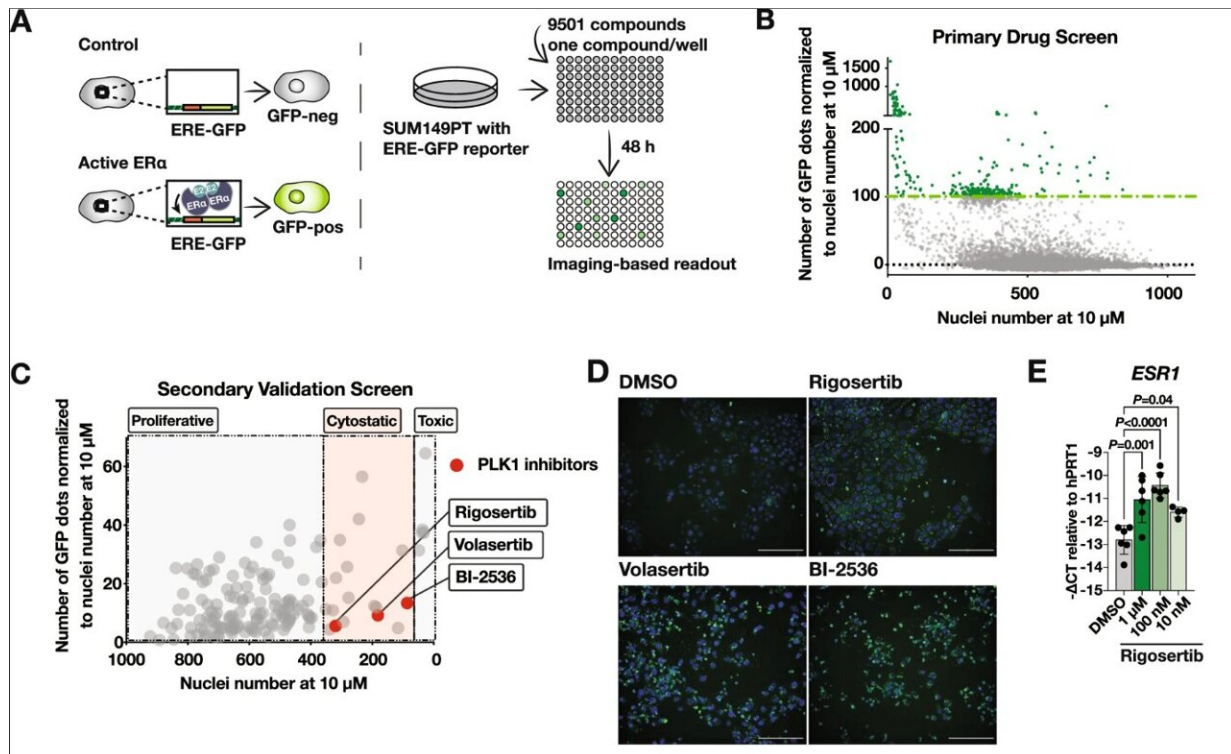 A
Control
ERE-GFP
GFP-neg
Active ERα
E2 E2
ERα ERα
ERE-GFP
GFP-pos
SUM149PT with
ERE-GFP reporter
9501 compounds
one compound/well
48 h
Imaging-based readout
B
Primary Drug Screen
Number of GFP dots normalized
to nuclei number at 10 µM
1500
1000
200
100
0
0 500 1000
Nuclei number at 10 µM
C
Secondary Validation Screen
Proliferative Cytostatic Toxic
Number of GFP dots normalized
to nuclei number at 10 µM
60
40
20
0
1000 800 600 400 200 0
Nuclei number at 10 µM
PLK1 inhibitors
Rigosertib
Volasertib
BI-2536
D
DMSO Rigosertib
Volasertib BI-2536
E
ESR1
P=0.04
P<0.0001
P=0.001
-ΔCT relative to hPRT1
-9
-10
-11
-12
-13
-14
-15
DMSO 1 µM 100 nM 10 nM
Rigosertib